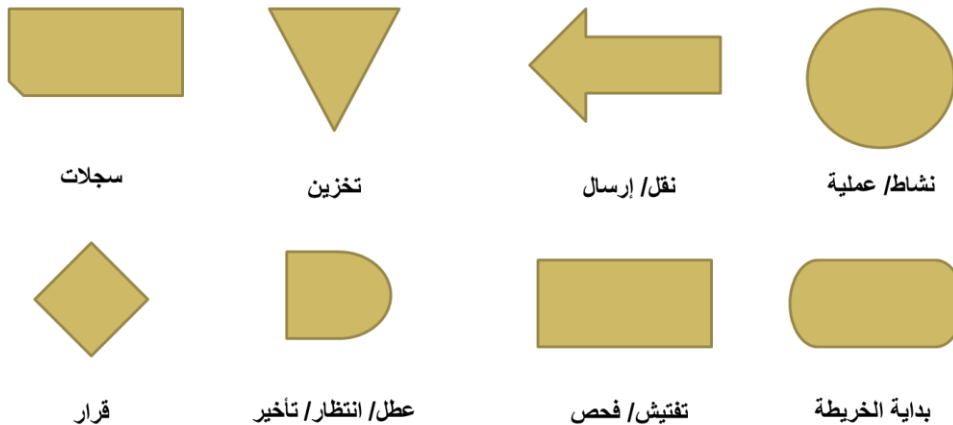 نشاط/ عملية
نقل/ إرسال
تخزين
سجلات
بداية الخريطة
تفتيش/ فحص
عطل/ انتظار/ تأخير
قرار